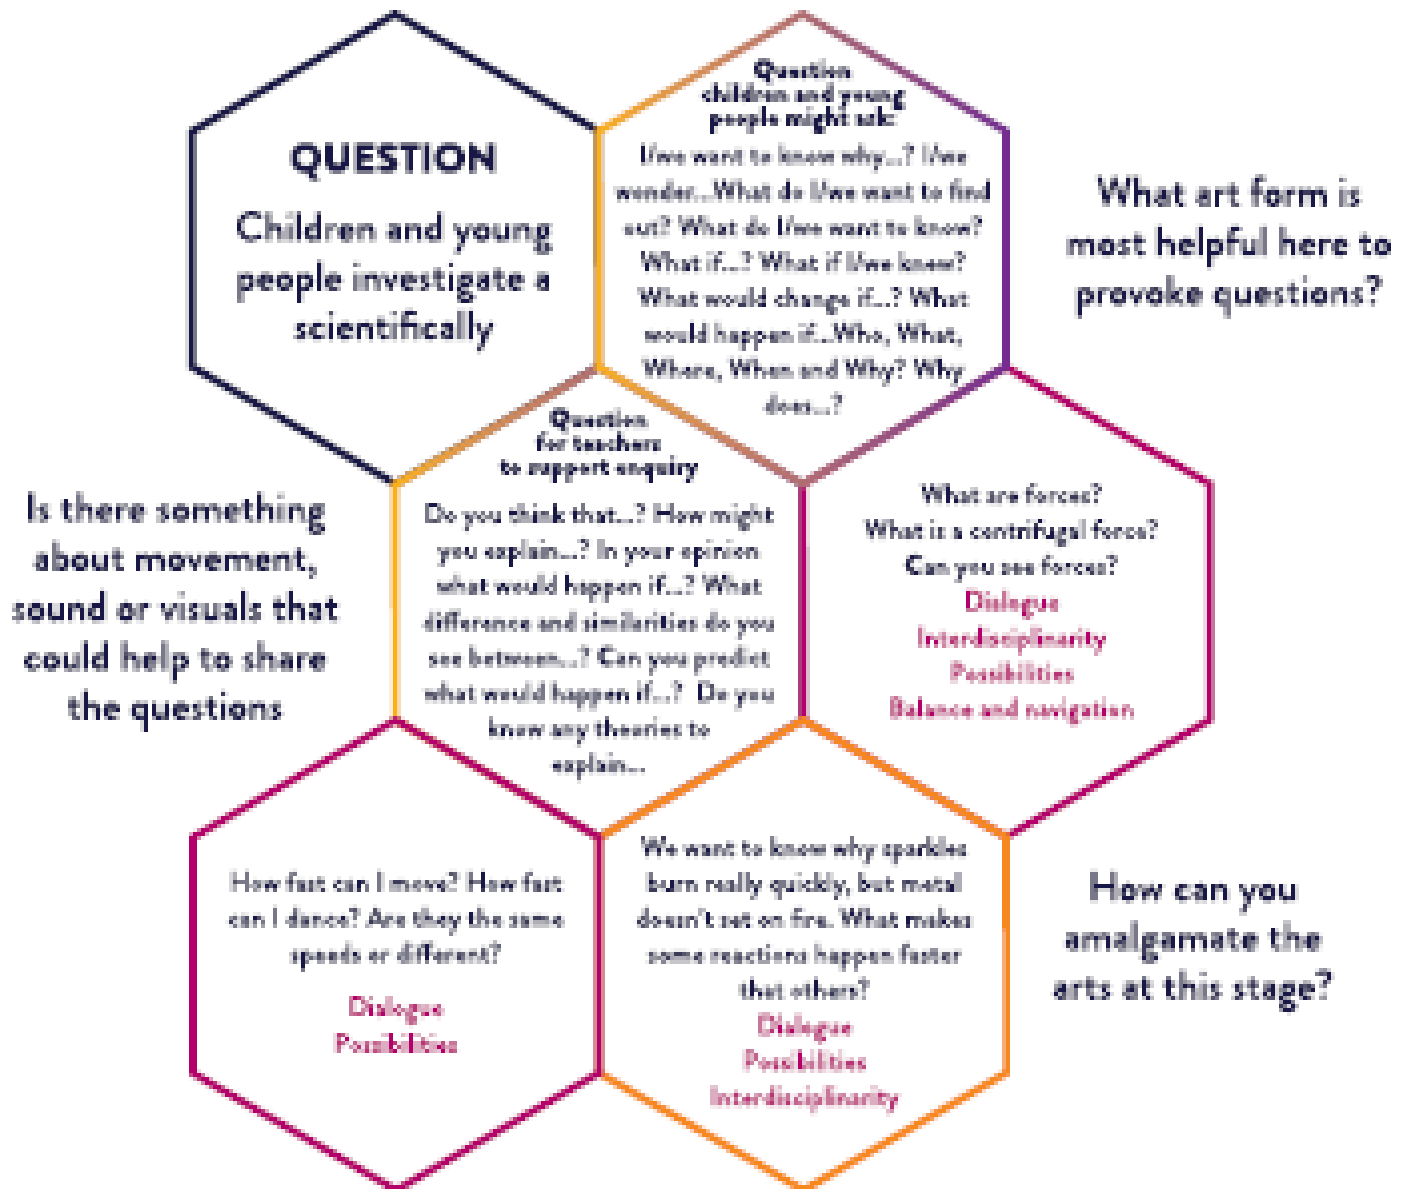 QUESTION
Children and young
people investigate a
scientifically
Question
children and young
people might ask:
I/we want to know why...? I/we
wonder...What do I/we want to find
out? What do I/we want to know?
What if...? What if I/we knew?
What would change if...? What
would happen if...Who, What,
Where, When and Why? Why
does...?
What art form is
most helpful here to
provoke questions?
Is there something
about movement,
sound or visuals that
could help to share
the questions
Question
for teachers
to support enquiry
Do you think that...? How might
you explain...? In your opinion
what would happen if...? What
difference and similarities do you
see between...? Can you predict
what would happen if...? Do you
know any theories to
explain...
What are forces?
What is a centrifugal force?
Can you see forces?
Dialogue
Interdisciplinarity
Possibilities
Balance and navigation
How fast can I move? How fast
can I dance? Are they the same
speeds or different?
Dialogue
Possibilities
We want to know why sparkles
burn really quickly, but metal
doesn't set on fire. What makes
some reactions happen faster
that others?
Dialogue
Possibilities
Interdisciplinarity
How can you
amalgamate the
arts at this stage?